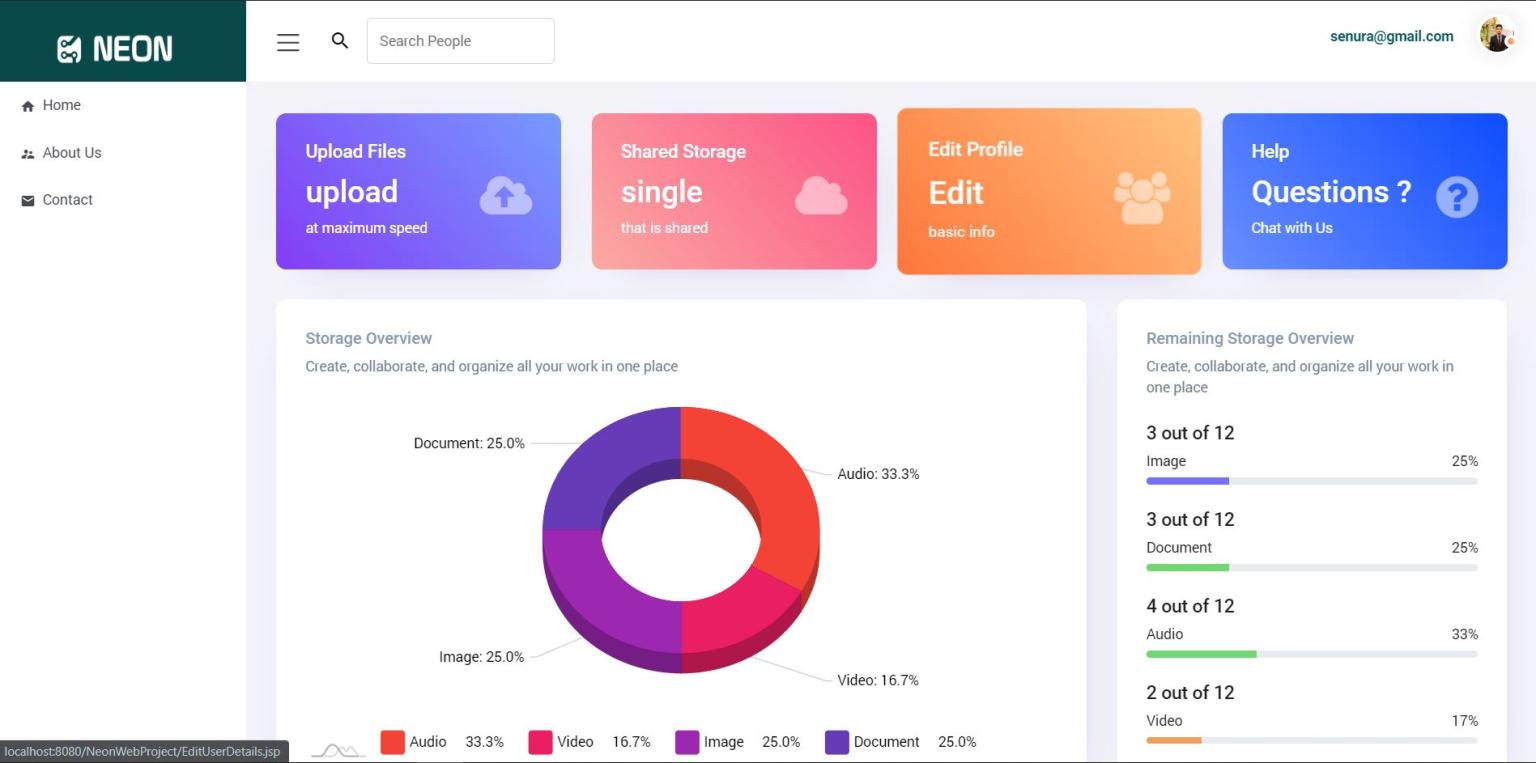 NEON
Search People
senura@gmail.com
Home
About Us
Contact
Upload Files
upload
at maximum speed
Shared Storage
single
that is shared
Edit Profile
Edit
basic info
Help
Questions ?
Chat with Us
Storage Overview
Create, collaborate, and organize all your work in one place
Document: 25.0%
Audio: 33.3%
Image: 25.0%
Video: 16.7%
Audio 33.3% Video 16.7% Image 25.0% Document 25.0%
Remaining Storage Overview
Create, collaborate, and organize all your work in
one place
3 out of 12
Image 25%
3 out of 12
Document 25%
4 out of 12
Audio 33%
2 out of 12
Video 17%
localhost:8080/NeonWebProject/EditUserDetails.jsp